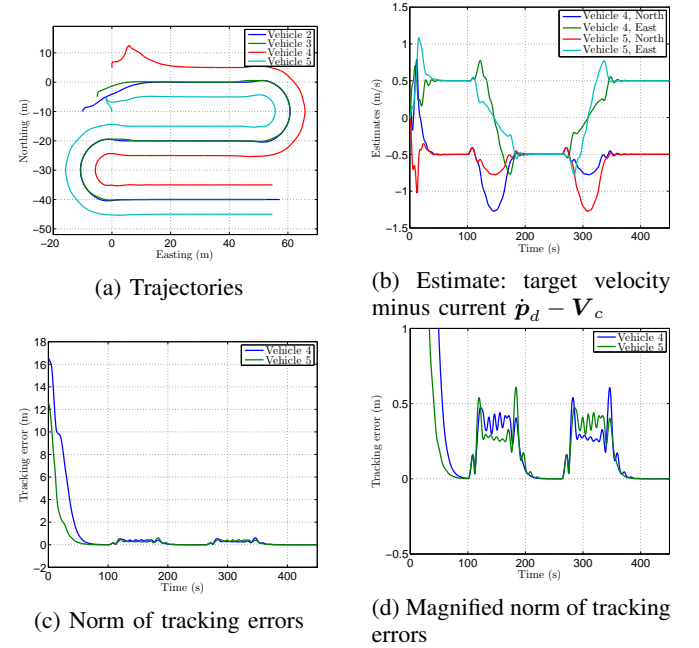 10
0
−10
−20
−30
−40
−50
Northing (m)
−20
0
20
40
60
Easting (m)
Vehicle 2
Vehicle 3
Vehicle 4
Vehicle 5
(a) Trajectories
1.5
1
0.5
0
−0.5
−1
−1.5
Estimates (m/s)
0
100
200
300
400
Time (s)
Vehicle 4, North
Vehicle 4, East
Vehicle 5, North
Vehicle 5, East
(b) Estimate: target velocity
minus current ṗ_d − V_c
18
16
14
12
10
8
6
4
2
0
−2
Tracking error (m)
0
100
200
300
400
Time (s)
Vehicle 4
Vehicle 5
(c) Norm of tracking errors
1
0.5
0
−0.5
Tracking error (m)
0
100
200
300
400
Time (s)
Vehicle 4
Vehicle 5
(d) Magnified norm of tracking
errors